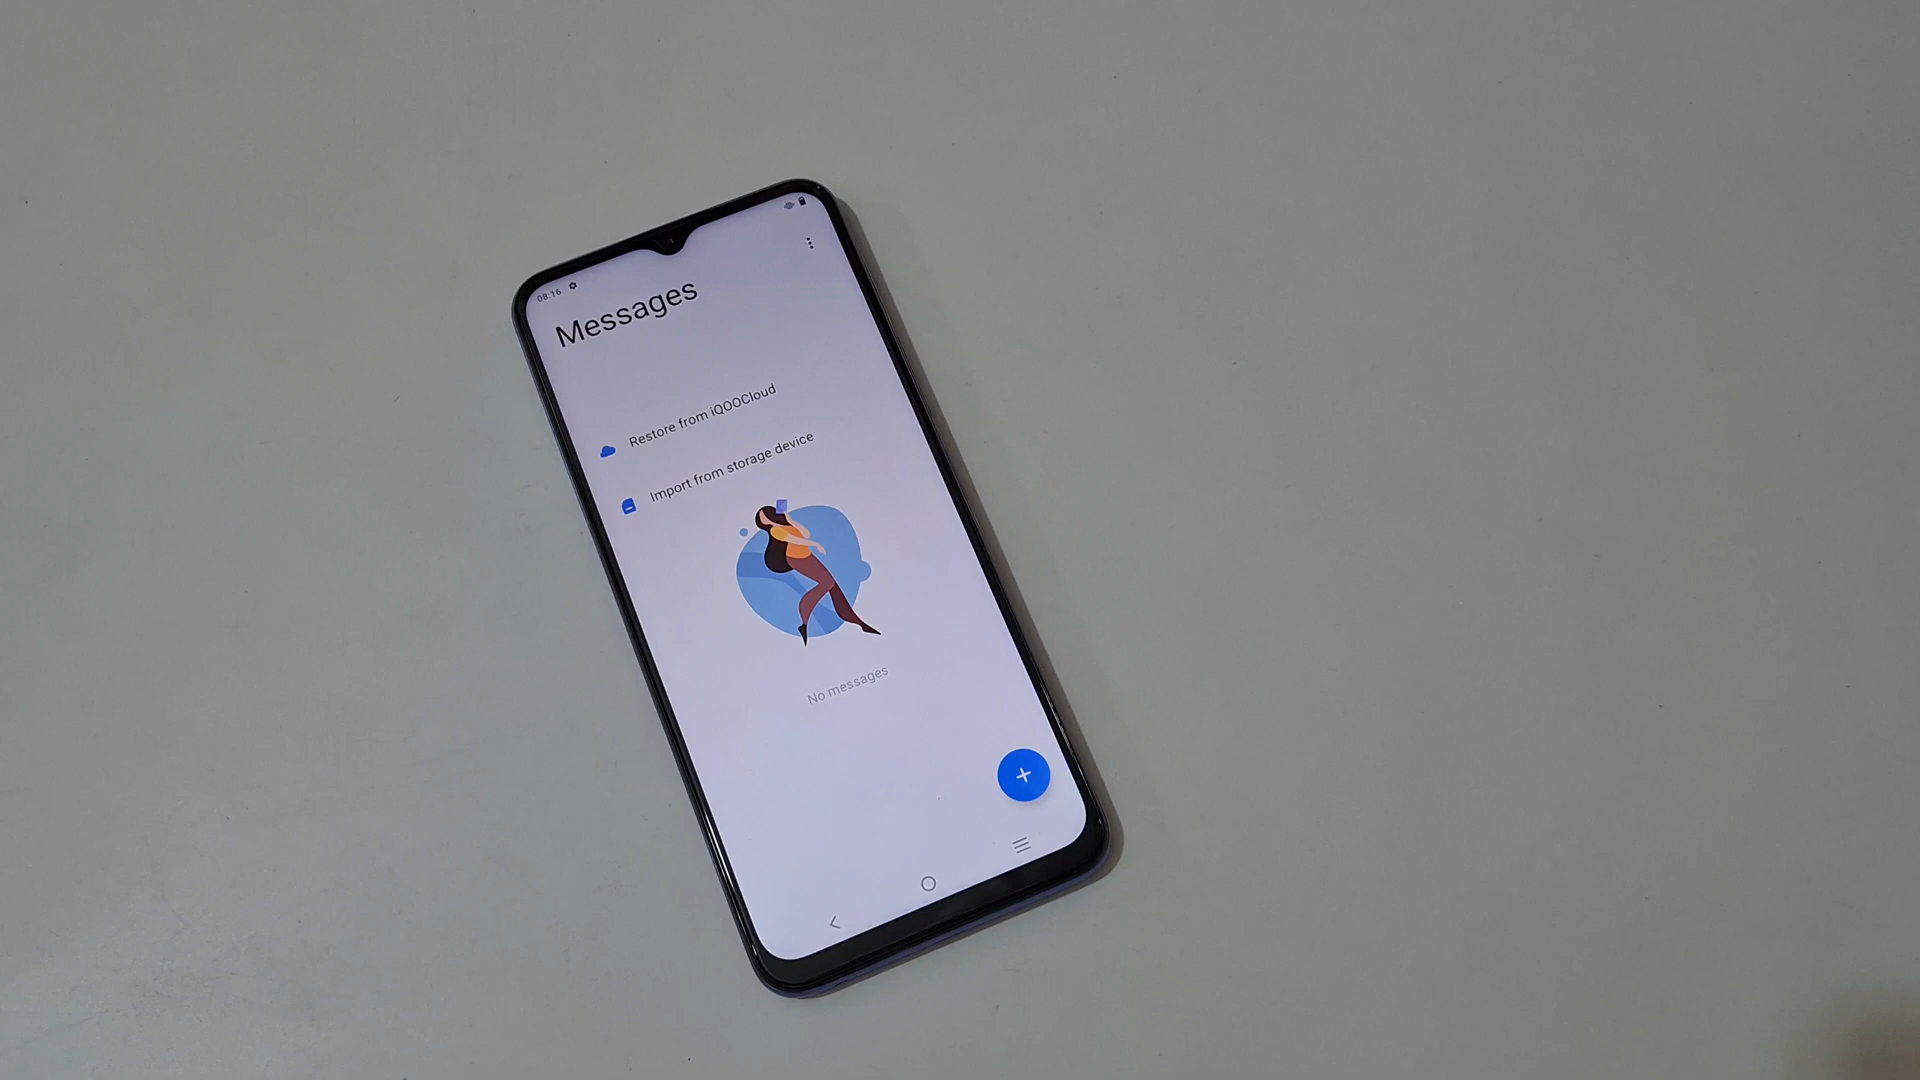 08:16
Messages
Restore from iQOOCloud
Import from storage device
No messages